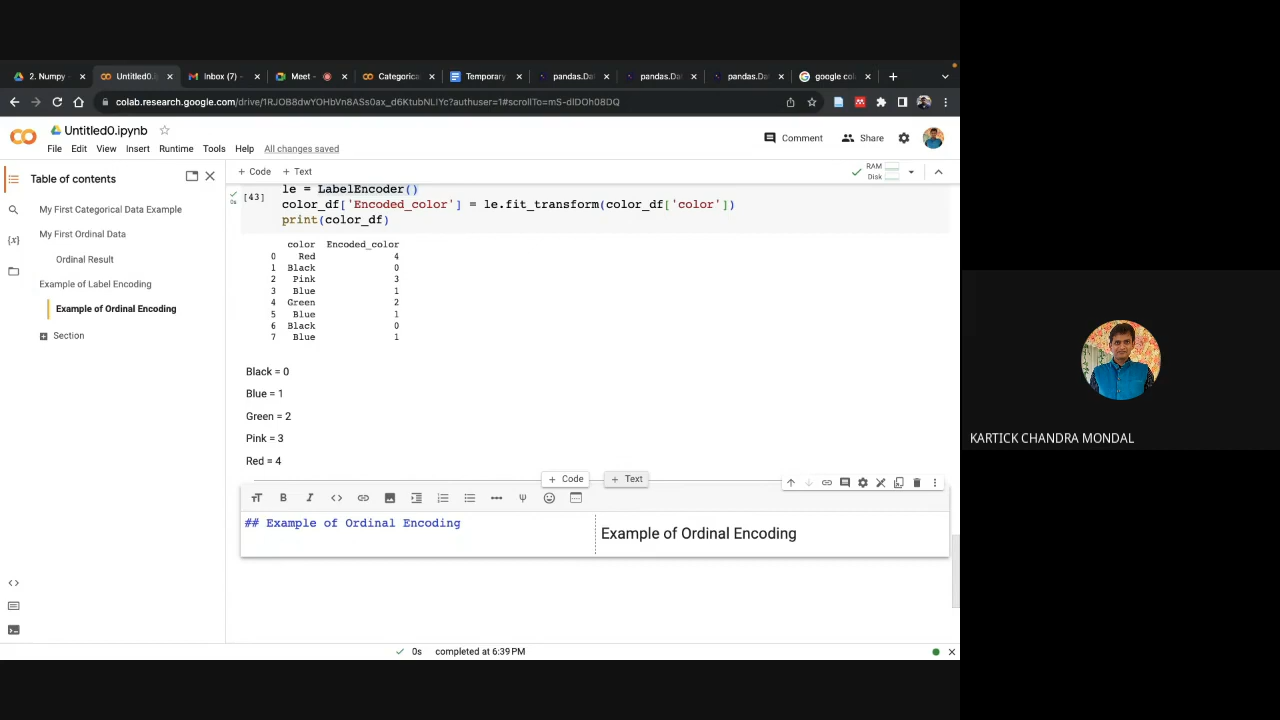 2. Numpy
Untitled0.i
Inbox (7) -
Meet -
Categorica
Temporary
pandas.Da
pandas.Da
pandas.Da
google co
colab.research.google.com/drive/1RJOB8dwYOHbVn8ASs0ax_d6KtubNLIYc?authuser=1#scrollTo=mS-dIDOh08DQ
Untitled0.ipynb
Comment
Share
File Edit View Insert Runtime Tools Help All changes saved
Table of contents
+ Code + Text
RAM
Disk
My First Categorical Data Example
My First Ordinal Data
Ordinal Result
Example of Label Encoding
Example of Ordinal Encoding
Section
[43]
0s
le = LabelEncoder()
color_df['Encoded_color'] = le.fit_transform(color_df['color'])
print(color_df)
color Encoded_color
0 Red 4
1 Black 0
2 Pink 3
3 Blue 1
4 Green 2
5 Blue 1
6 Black 0
7 Blue 1
Black = 0
Blue = 1
Green = 2
Pink = 3
Red = 4
+ Code + Text
## Example of Ordinal Encoding
Example of Ordinal Encoding
0s completed at 6:39 PM
KARTICK CHANDRA MONDAL